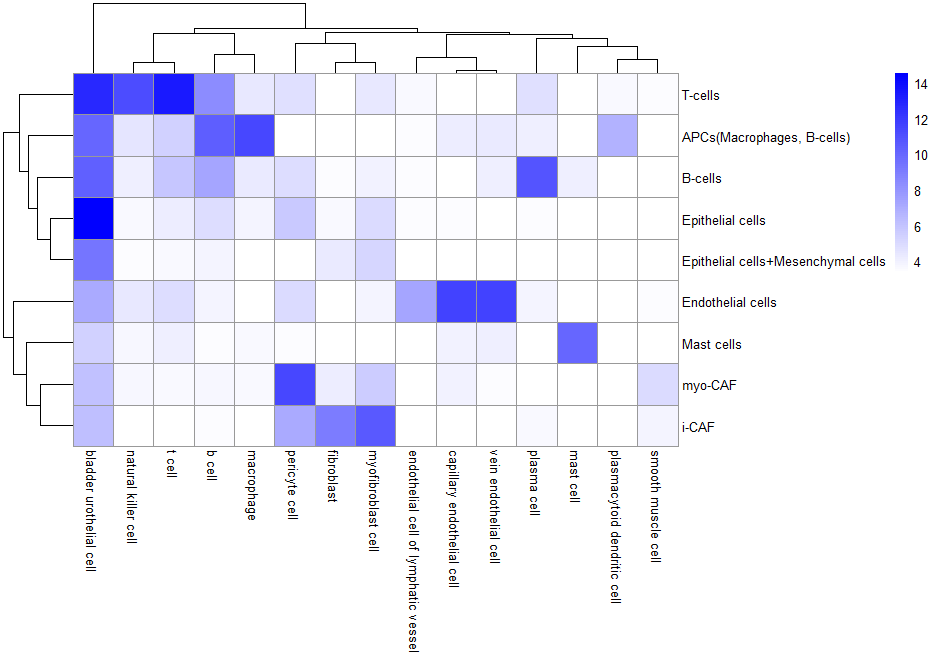 T-cells
APCs(Macrophages, B-cells)
B-cells
Epithelial cells
Epithelial cells+Mesenchymal cells
Endothelial cells
Mast cells
myo-CAF
i-CAF
14
12
10
8
6
4
bladder urothelial cell
natural killer cell
t cell
b cell
macrophage
pericyte cell
fibroblast
myofibroblast cell
endothelial cell of lymphatic vessel
capillary endothelial cell
vein endothelial cell
plasma cell
mast cell
plasmacytoid dendritic cell
smooth muscle cell